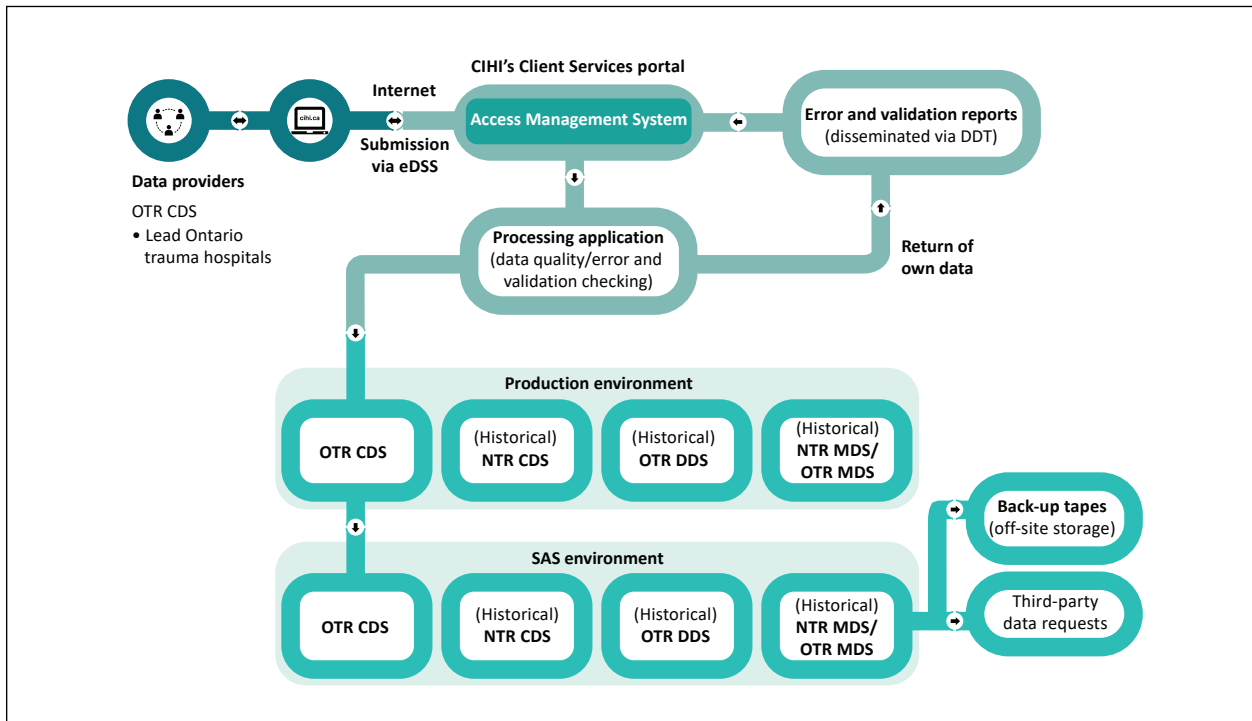 CIHI's Client Services portal
cihi.ca
Internet
Access Management System
Submission
via eDSS
Error and validation reports
(disseminated via DDT)
Data providers
OTR CDS
• Lead Ontario
trauma hospitals
Processing application
(data quality/error and
validation checking)
Return of
own data
Production environment
OTR CDS
(Historical)
NTR CDS
(Historical)
OTR DDS
(Historical)
NTR MDS/
OTR MDS
SAS environment
OTR CDS
(Historical)
NTR CDS
(Historical)
OTR DDS
(Historical)
NTR MDS/
OTR MDS
Back-up tapes
(off-site storage)
Third-party
data requests